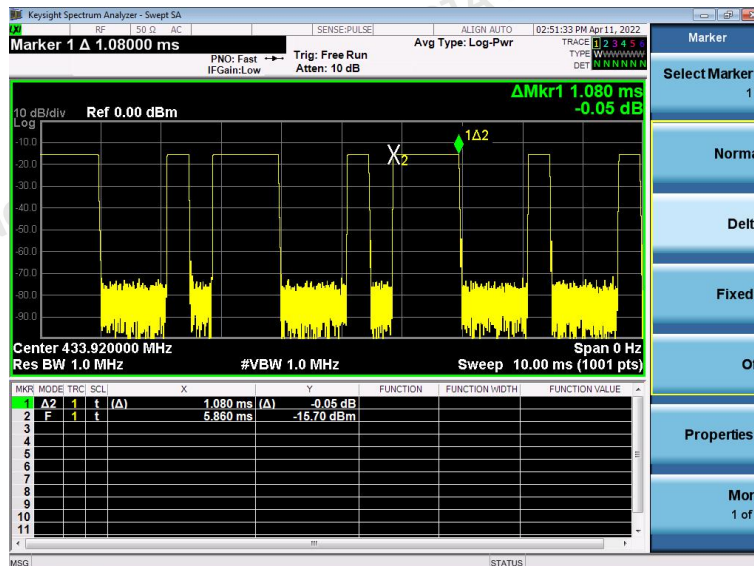 Keysight Spectrum Analyzer - Swept SA
LXI RF 50 Ω AC SENSE:PULSE ALIGN AUTO 02:51:33 PM Apr 11, 2022
Marker 1 Δ 1.08000 ms
PNO: Fast Trig: Free Run Avg Type: Log-Pwr TRACE 1 2 3 4 5 6
IFGain:Low Atten: 10 dB TYPE WWWWWW
DET N N N N N N
ΔMkr1 1.080 ms
-0.05 dB
10 dB/div Ref 0.00 dBm
Log
-10.0
-20.0
-30.0
-40.0
-50.0
-60.0
-70.0
-80.0
-90.0
1Δ2
2
Center 433.920000 MHz Span 0 Hz
Res BW 1.0 MHz #VBW 1.0 MHz Sweep 10.00 ms (1001 pts)
MKR MODE TRC SCL X Y FUNCTION FUNCTION WIDTH FUNCTION VALUE
1 Δ2 1 t (Δ) 1.080 ms (Δ) -0.05 dB
2 F 1 t 5.860 ms -15.70 dBm
3
4
5
6
7
8
9
10
11
MSG STATUS
Marker
Select Marker
1
Norma
Delt
Fixed
O
Properties
Mor
1 of